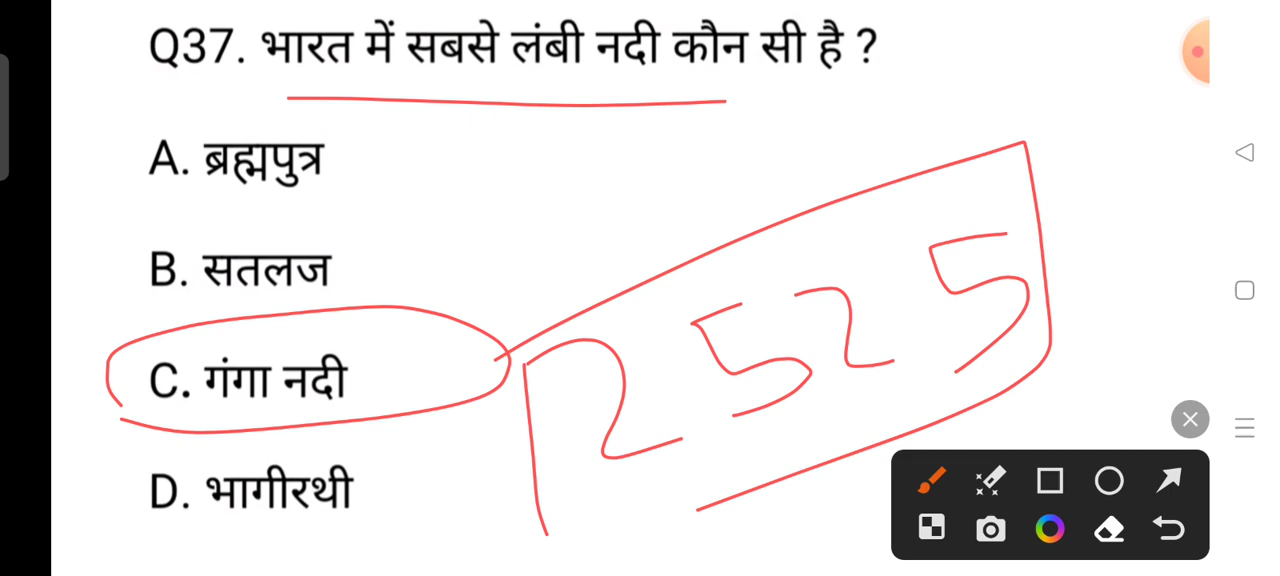 Q37. भारत में सबसे लंबी नदी कौन सी है ?
A. ब्रह्मपुत्र
B. सतलज
C. गंगा नदी
2525
D. भागीरथी